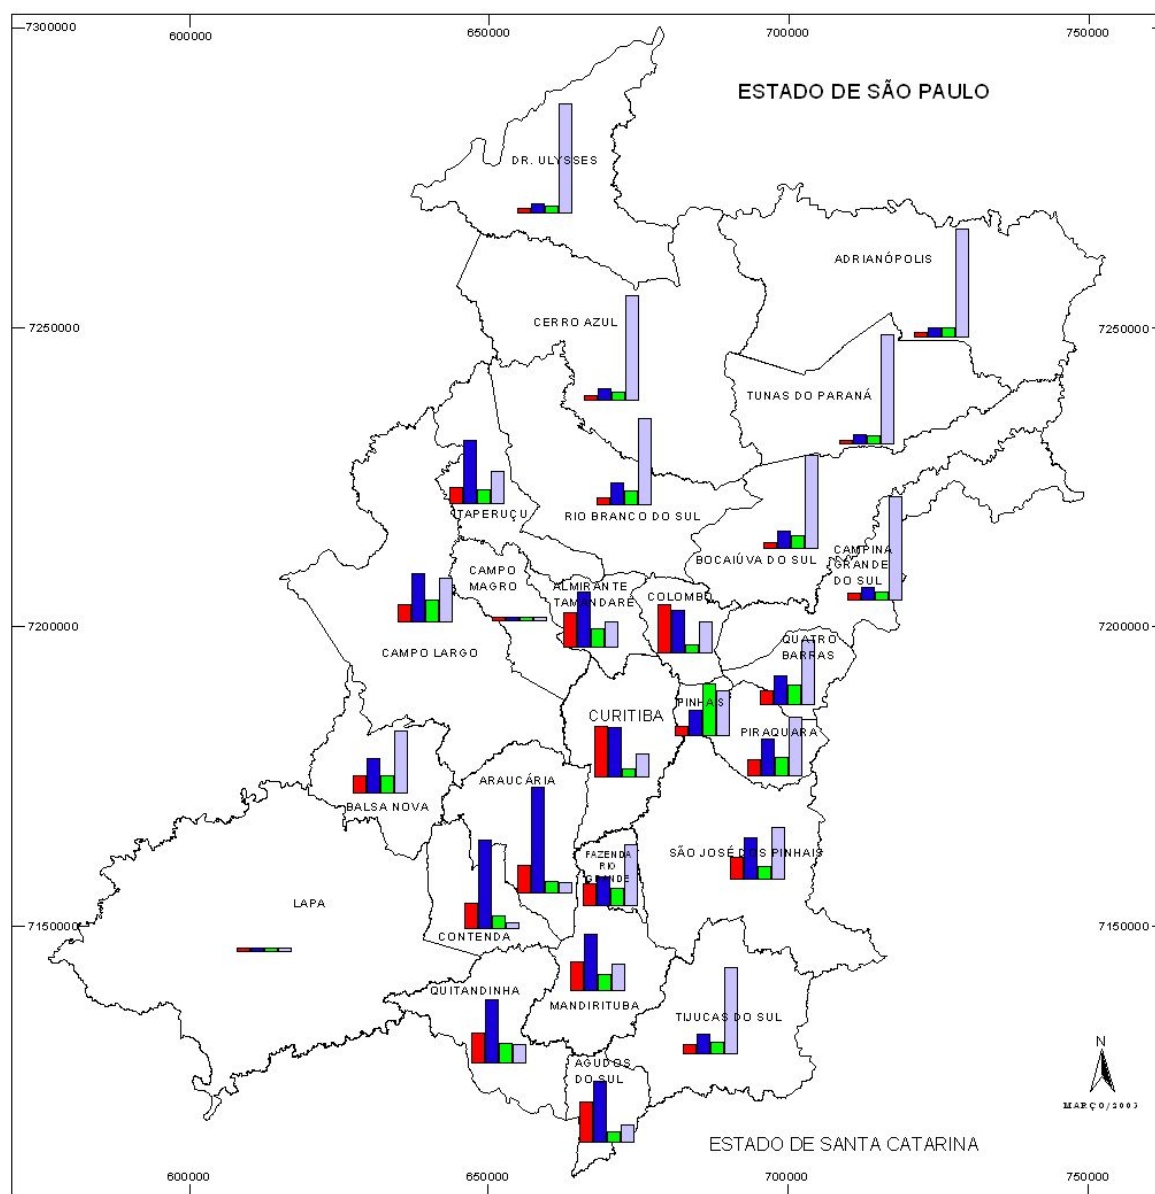 7300000
600000
650000
700000
750000
ESTADO DE SÃO PAULO
DR. ULYSSES
ADRIANÓPOLIS
CERRO AZUL
7250000
7250000
TUNAS DO PARANÁ
ITAPERUÇU
RIO BRANCO DO SUL
BOCAIÚVA DO SUL
CAMPINA
GRANDE
DO SUL
CAMPO
MAGRO
ALMIRANTE
TAMANDARÉ
COLOMBO
7200000
7200000
QUATRO
BARRAS
CAMPO LARGO
PINHAIS
CURITIBA
PIRAQUARA
ARAUCÁRIA
BALSA NOVA
FAZENDA
RIO
GRANDE
SÃO JOSÉ DOS PINHAIS
LAPA
7150000
7150000
CONTENDA
QUITANDINHA
MANDIRITUBA
TIJUCAS DO SUL
N
AGUDOS
DO SUL
MARÇO/2003
ESTADO DE SANTA CATARINA
600000
650000
700000
750000